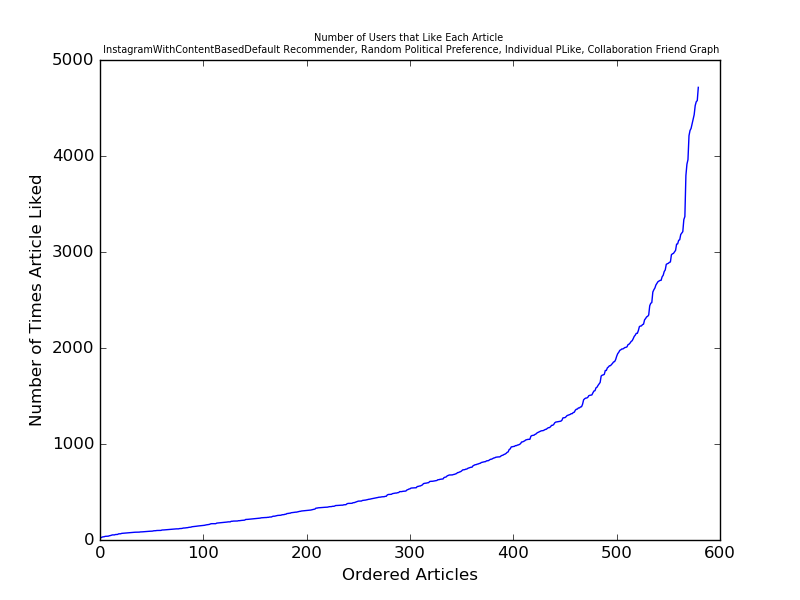 Number of Users that Like Each Article
InstagramWithContentBasedDefault Recommender, Random Political Preference, Individual PLike, Collaboration Friend Graph
5000
4000
3000
2000
1000
0
Number of Times Article Liked
0 100 200 300 400 500 600
Ordered Articles